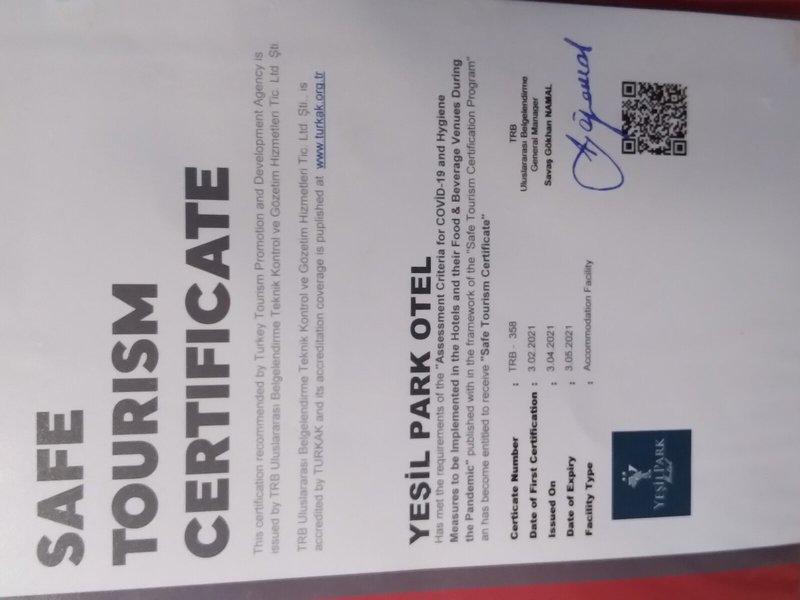 SAFE
TOURISM
CERTIFICATE
This certification recommended by Turkey Tourism Promotion and Development Agency is
issued by TRB Uluslararası Belgelendirme Teknik Kontrol ve Gözetim Hizmetleri Tic. Ltd Şti
TRB Uluslararası Belgelendirme Teknik Kontrol ve Gözetim Hizmetleri Tic. Ltd. Şti., is
accredited by TURKAK and its accreditation coverage is puplished at www.turkak.org.tr
YEŞİL PARK OTEL
Has met the requirements of the "Assessment Criteria for COVİD-19 and Hygiene
Measures to be Implemented in the Hotels and their Food & Beverage Venues During
the Pandemic" published with in the framework of the "Safe Tourism Certification Program"
an has become entitled to receive "Safe Tourism Certificate"
Certicate Number : TRB - 358
Date of First Certification : 3.02.2021
Issued On : 3.04.2021
Date of Expiry : 3.05.2021
Facility Type : Accommodation Facility
TRB
Uluslararası Belgelendirme
General Manager
Savaş Gökhan NAMAL
YEŞİLPARK